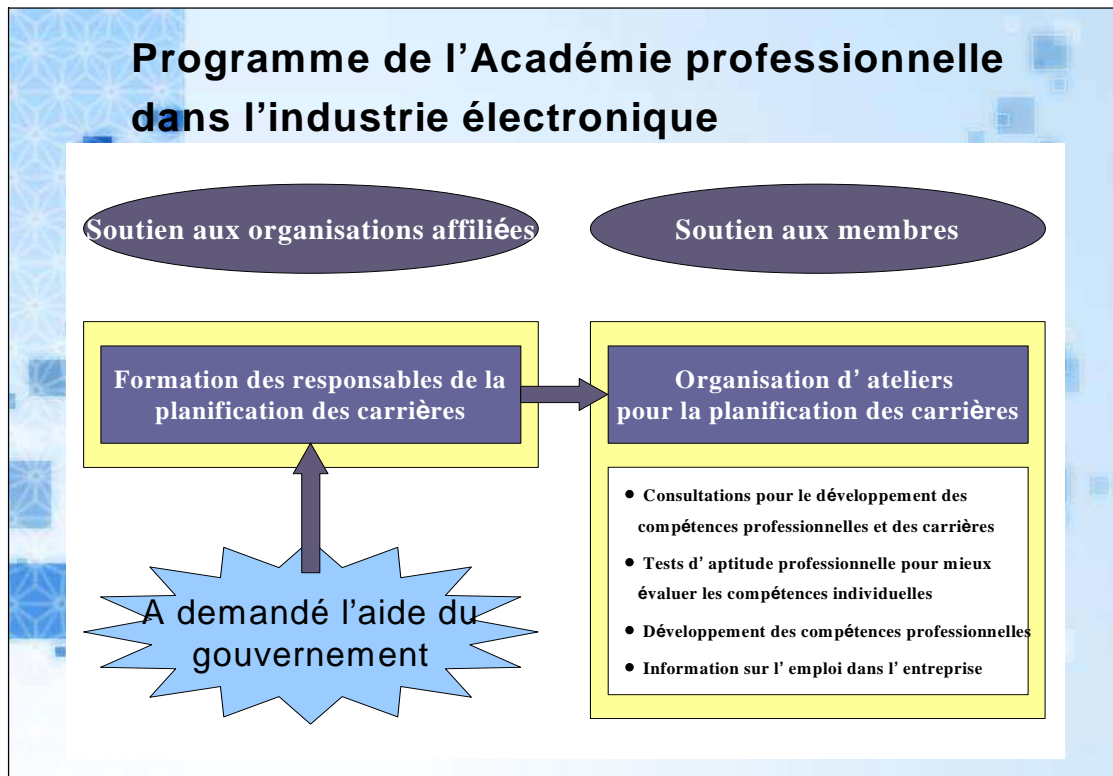 Programme de l’Académie professionnelle
dans l’industrie électronique
Soutien aux organisations affiliées
Soutien aux membres
Formation des responsables de la
planification des carrières
Organisation d’ateliers
pour la planification des carrières
A demandé l’aide du
gouvernement
• Consultations pour le développement des
compétences professionnelles et des carrières
• Tests d’aptitude professionnelle pour mieux
évaluer les compétences individuelles
• Développement des compétences professionnelles
• Information sur l’emploi dans l’entreprise